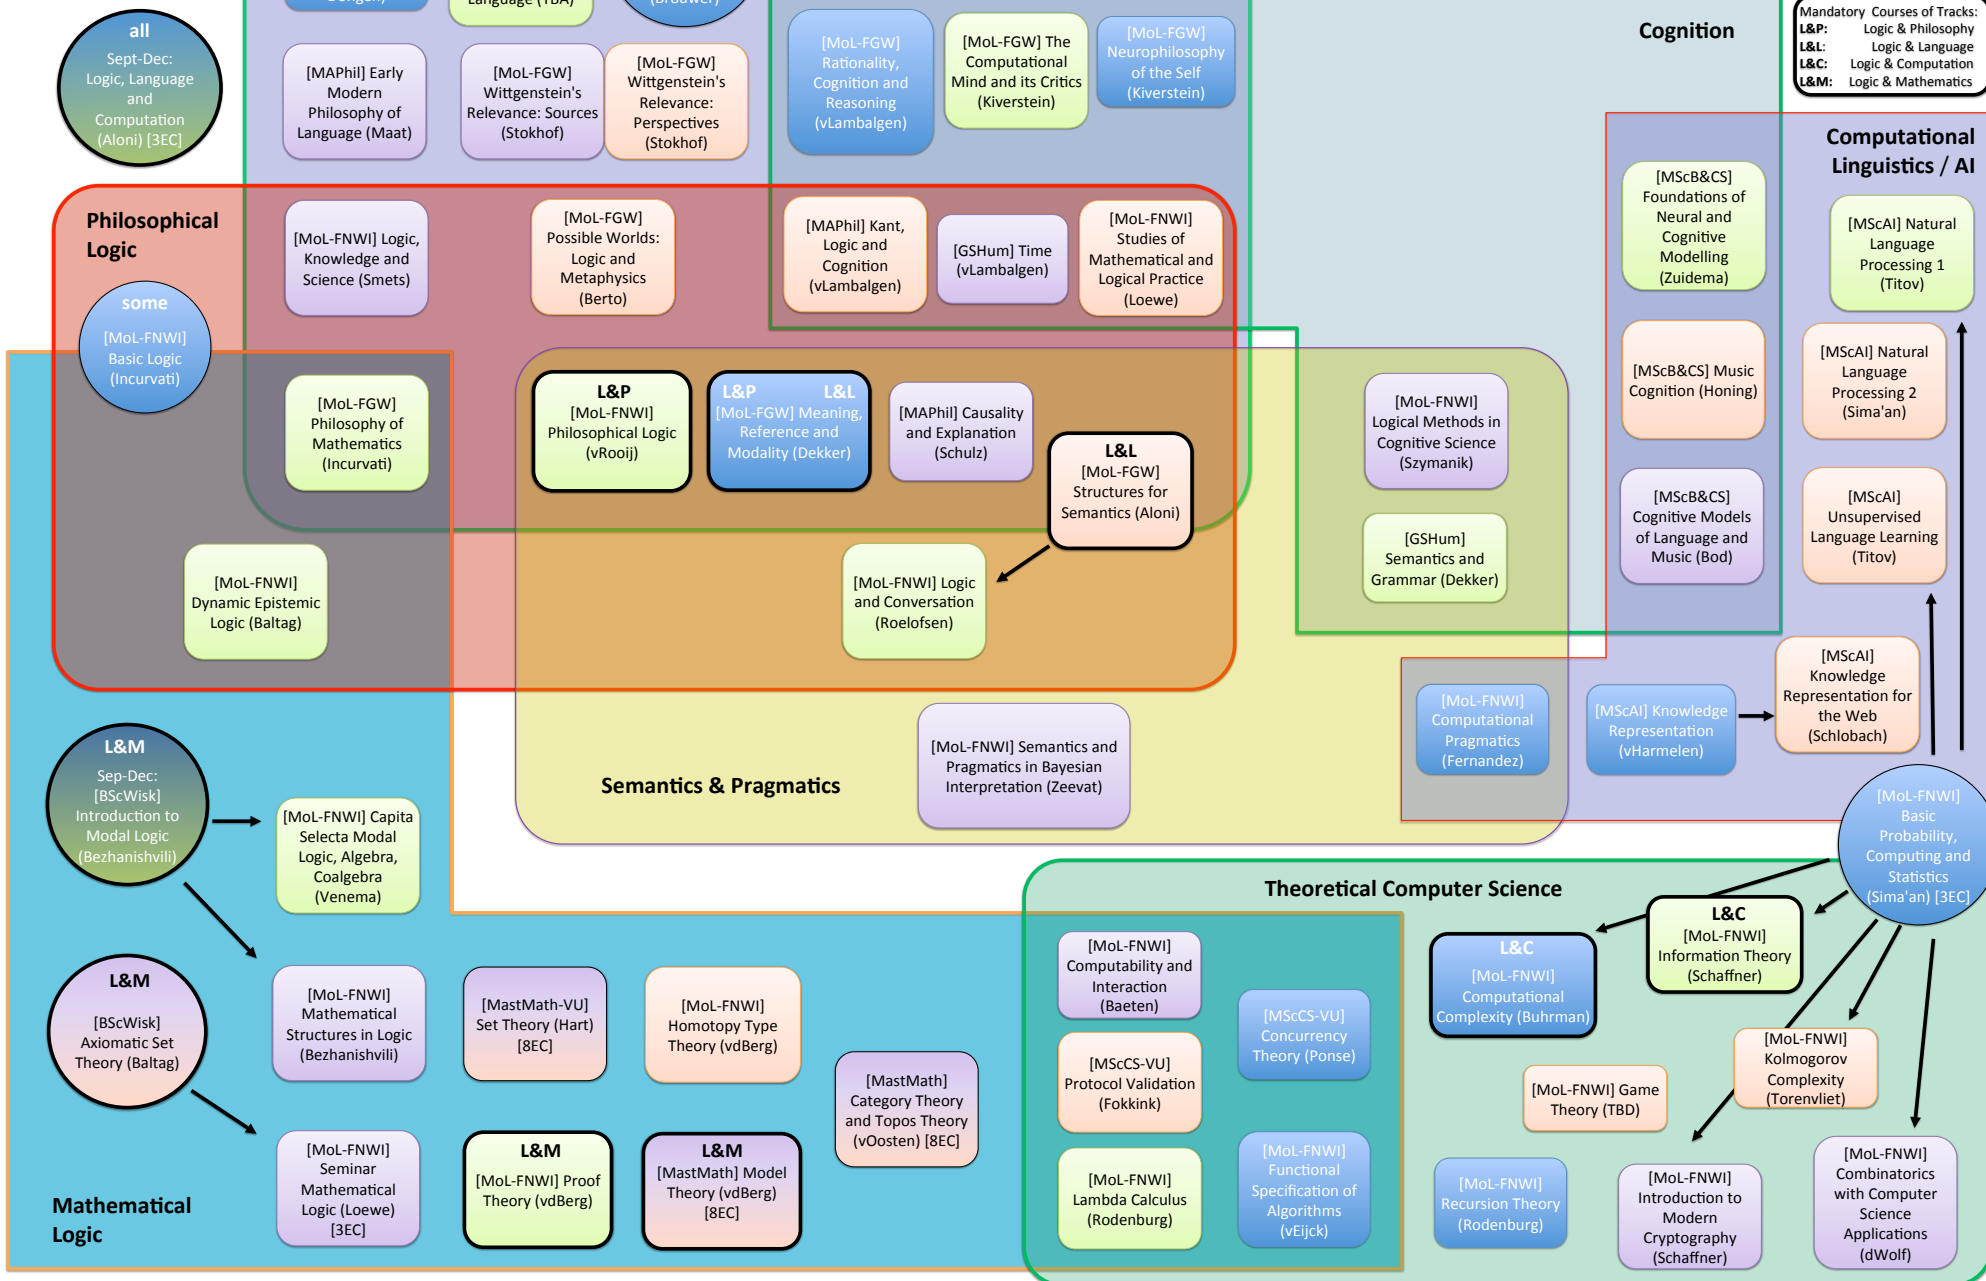 Language (TBA)
(Brouwer)
all
Sept-Dec:
Logic, Language
and
Computation
(Aloni) [3EC]
[MAPhil] Early
Modern
Philosophy of
Language (Maat)
[MoL-FGW]
Wittgenstein's
Relevance: Sources
(Stokhof)
[MoL-FGW]
Wittgenstein's
Relevance:
Perspectives
(Stokhof)
[MoL-FGW]
Rationality,
Cognition and
Reasoning
(vLambalgen)
[MoL-FGW] The
Computational
Mind and its Critics
(Kiverstein)
[MoL-FGW]
Neurophilosophy
of the Self
(Kiverstein)
Cognition
Mandatory Courses of Tracks:
L&P: Logic & Philosophy
L&L: Logic & Language
L&C: Logic & Computation
L&M: Logic & Mathematics
Computational
Linguistics / AI
[MScB&CS]
Foundations of
Neural and
Cognitive
Modelling
(Zuidema)
[MScAI] Natural
Language
Processing 1
(Titov)
Philosophical
Logic
[MoL-FNWI] Logic,
Knowledge and
Science (Smets)
[MoL-FGW]
Possible Worlds:
Logic and
Metaphysics
(Berto)
[MAPhil] Kant,
Logic and
Cognition
(vLambalgen)
[GSHum] Time
(vLambalgen)
[MoL-FNWI]
Studies of
Mathematical and
Logical Practice
(Loewe)
some
[MoL-FNWI]
Basic Logic
(Incurvati)
[MScB&CS] Music
Cognition (Honing)
[MScAI] Natural
Language
Processing 2
(Sima'an)
[MoL-FGW]
Philosophy of
Mathematics
(Incurvati)
L&P
[MoL-FNWI]
Philosophical Logic
(vRooij)
L&P L&L
[MoL-FGW] Meaning,
Reference and
Modality (Dekker)
[MAPhil] Causality
and Explanation
(Schulz)
L&L
[MoL-FGW]
Structures for
Semantics (Aloni)
[MoL-FNWI]
Logical Methods in
Cognitive Science
(Szymanik)
[MScB&CS]
Cognitive Models
of Language and
Music (Bod)
[MScAI]
Unsupervised
Language Learning
(Titov)
[GSHum]
Semantics and
Grammar (Dekker)
[MoL-FNWI]
Dynamic Epistemic
Logic (Baltag)
[MoL-FNWI] Logic
and Conversation
(Roelofsen)
[MScAI]
Knowledge
Representation for
the Web
(Schlobach)
[MoL-FNWI]
Computational
Pragmatics
(Fernandez)
[MScAI] Knowledge
Representation
(vHarmelen)
L&M
Sep-Dec:
[BScWisk]
Introduction to
Modal Logic
(Bezhanishvili)
[MoL-FNWI] Semantics and
Pragmatics in Bayesian
Interpretation (Zeevat)
Semantics & Pragmatics
[MoL-FNWI] Capita
Selecta Modal
Logic, Algebra,
Coalgebra
(Venema)
[MoL-FNWI]
Basic
Probability,
Computing and
Statistics
(Sima'an) [3EC]
Theoretical Computer Science
L&C
[MoL-FNWI]
Information Theory
(Schaffner)
L&C
[MoL-FNWI]
Computational
Complexity (Buhrman)
[MoL-FNWI]
Computability and
Interaction
(Baeten)
[MScCS-VU]
Concurrency
Theory (Ponse)
L&M
[BScWisk]
Axiomatic Set
Theory (Baltag)
[MoL-FNWI]
Mathematical
Structures in Logic
(Bezhanishvili)
[MastMath-VU]
Set Theory (Hart)
[8EC]
[MoL-FNWI]
Homotopy Type
Theory (vdBerg)
[MastMath]
Category Theory
and Topos Theory
(vOosten) [8EC]
[MScCS-VU]
Protocol Validation
(Fokkink)
[MoL-FNWI] Game
Theory (TBD)
[MoL-FNWI]
Kolmogorov
Complexity
(Torenvliet)
Mathematical
Logic
[MoL-FNWI]
Seminar
Mathematical
Logic (Loewe)
[3EC]
L&M
[MoL-FNWI] Proof
Theory (vdBerg)
L&M
[MastMath] Model
Theory (vdBerg)
[8EC]
[MoL-FNWI]
Lambda Calculus
(Rodenburg)
[MoL-FNWI]
Functional
Specification of
Algorithms
(vEijck)
[MoL-FNWI]
Recursion Theory
(Rodenburg)
[MoL-FNWI]
Introduction to
Modern
Cryptography
(Schaffner)
[MoL-FNWI]
Combinatorics
with Computer
Science
Applications
(dWolf)